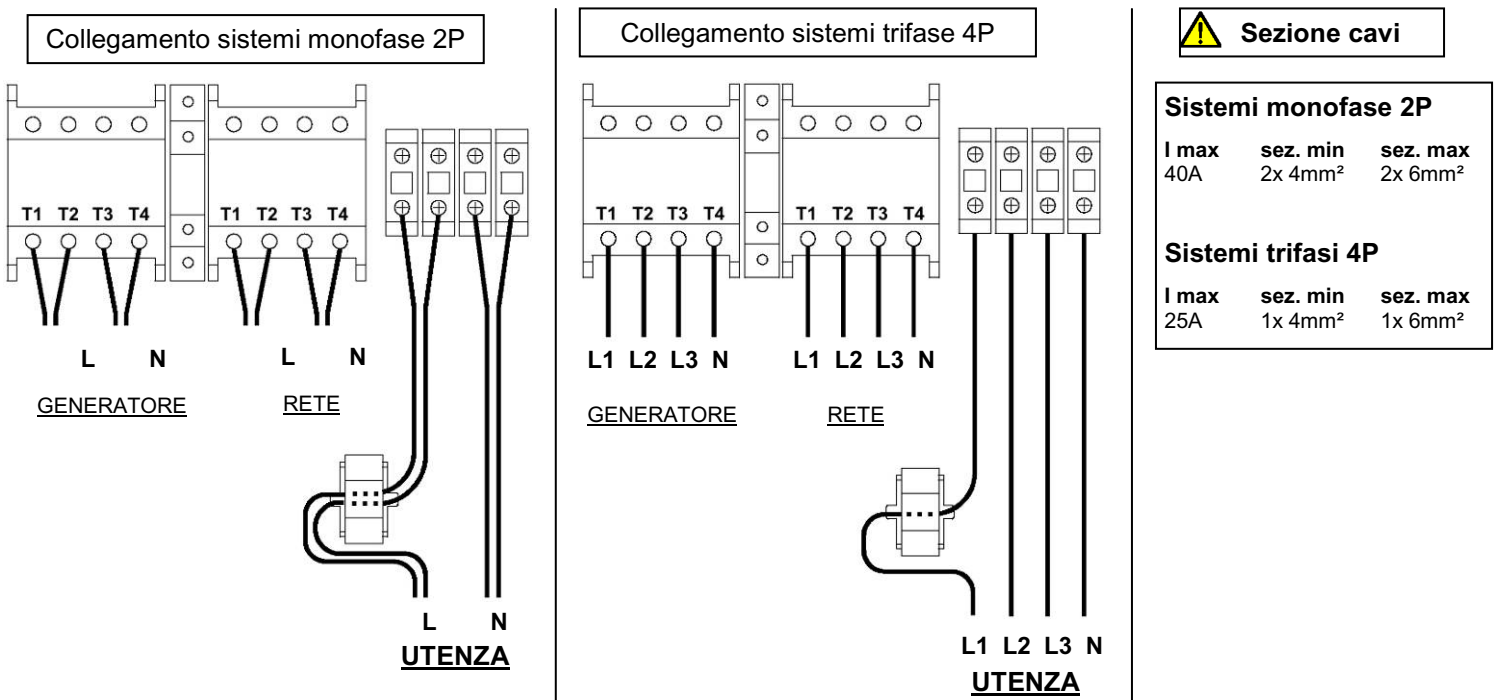 Collegamento sistemi monofase 2P
T1 T2 T3 T4
T1 T2 T3 T4
L N
L N
GENERATORE
RETE
L N
UTENZA
Collegamento sistemi trifase 4P
T1 T2 T3 T4
T1 T2 T3 T4
L1 L2 L3 N
L1 L2 L3 N
GENERATORE
RETE
L1 L2 L3 N
UTENZA
Sezione cavi
Sistemi monofase 2P
I max sez. min sez. max
40A 2x 4mm² 2x 6mm²
Sistemi trifasi 4P
I max sez. min sez. max
25A 1x 4mm² 1x 6mm²